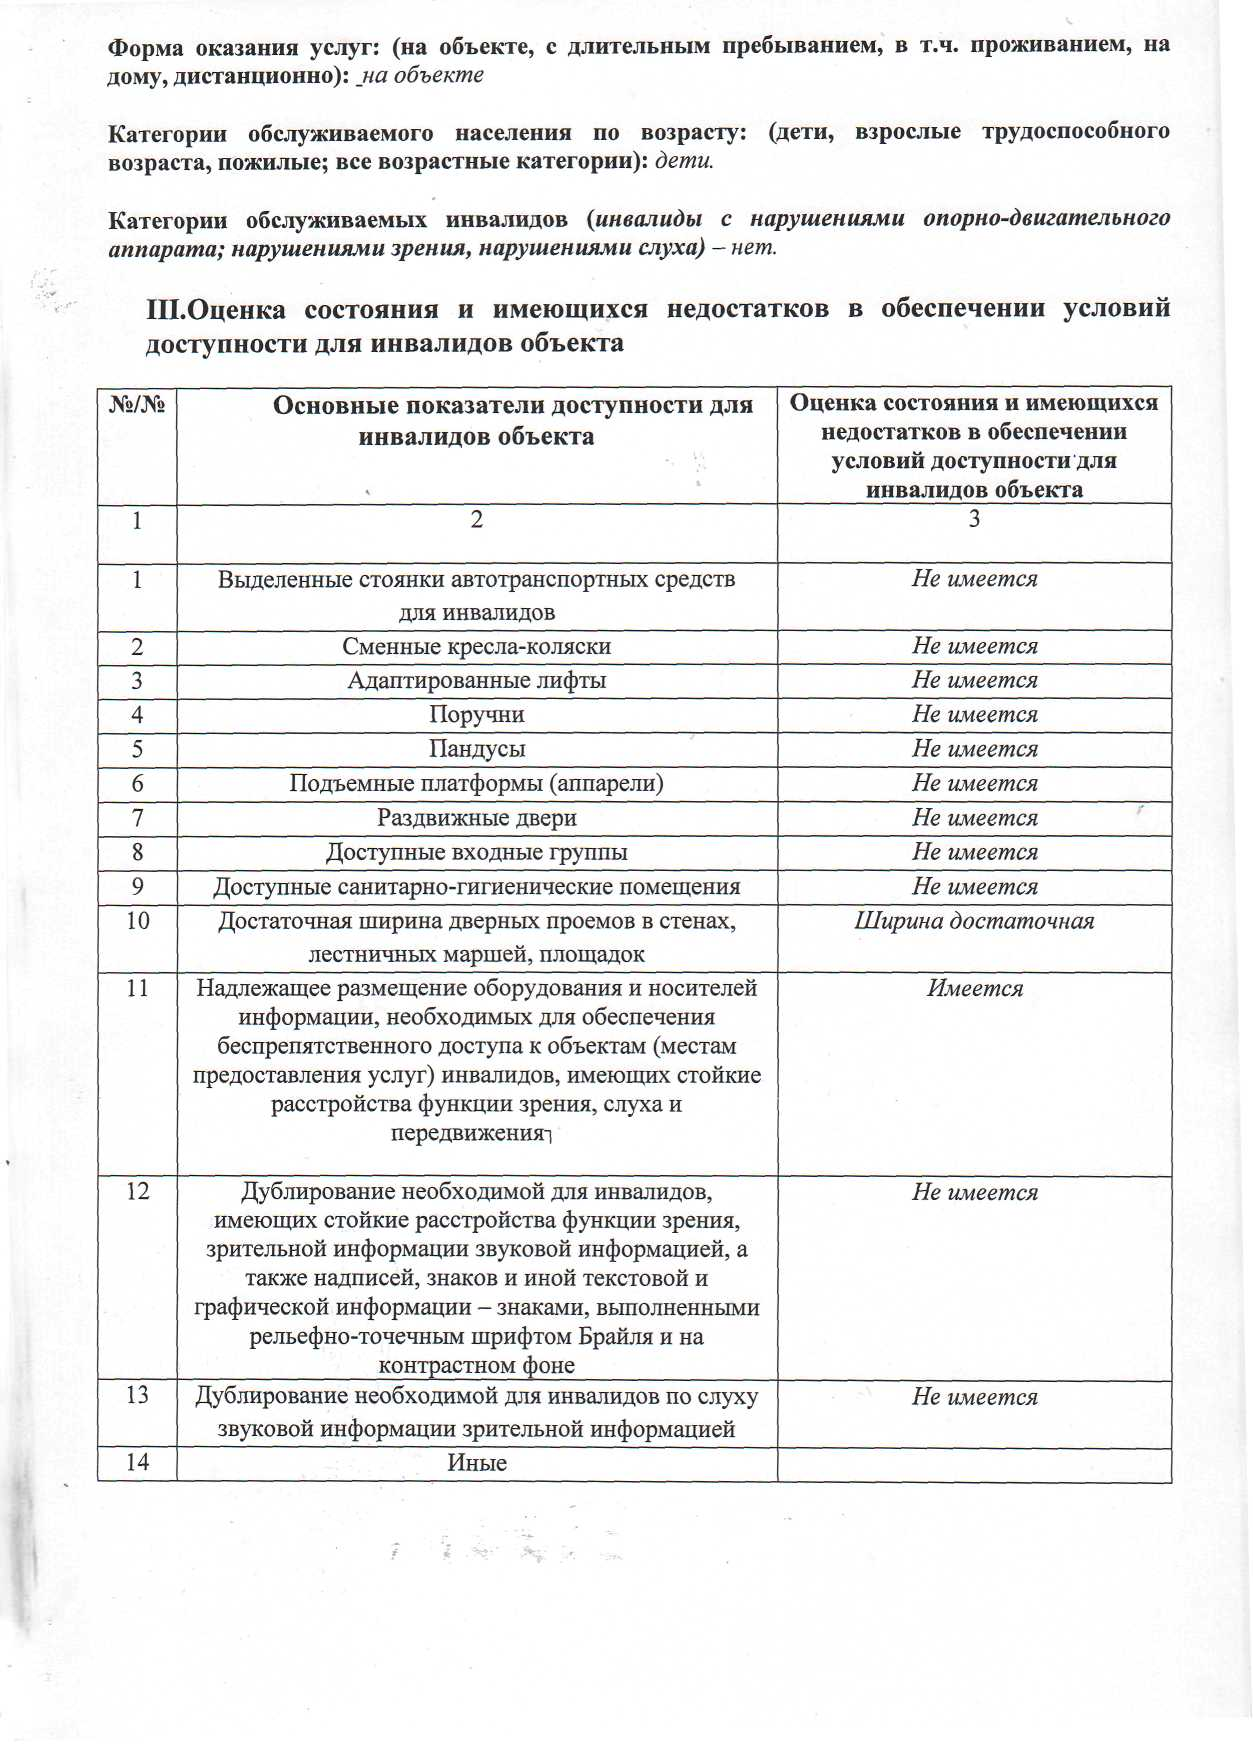 Форма оказания услуг: (на объекте, с длительным пребыванием, в т.ч. проживанием, на
дому, дистанционно): _на объекте
Категории обслуживаемого населения по возрасту: (дети, взрослые трудоспособного
возраста, пожилые; все возрастные категории): дети.
Категории обслуживаемых инвалидов (инвалиды с нарушениями опорно-двигательного
аппарата; нарушениями зрения, нарушениями слуха) – нет.
III.Оценка состояния и имеющихся недостатков в обеспечении условий
доступности для инвалидов объекта
№/№
Основные показатели доступности для
инвалидов объекта
Оценка состояния и имеющихся
недостатков в обеспечении
условий доступности для
инвалидов объекта
1
2
3
1
Выделенные стоянки автотранспортных средств
для инвалидов
Не имеется
2
Сменные кресла-коляски
Не имеется
3
Адаптированные лифты
Не имеется
4
Поручни
Не имеется
5
Пандусы
Не имеется
6
Подъемные платформы (аппарели)
Не имеется
7
Раздвижные двери
Не имеется
8
Доступные входные группы
Не имеется
9
Доступные санитарно-гигиенические помещения
Не имеется
10
Достаточная ширина дверных проемов в стенах,
лестничных маршей, площадок
Ширина достаточная
11
Надлежащее размещение оборудования и носителей
информации, необходимых для обеспечения
беспрепятственного доступа к объектам (местам
предоставления услуг) инвалидов, имеющих стойкие
расстройства функции зрения, слуха и
передвижения
Имеется
12
Дублирование необходимой для инвалидов,
имеющих стойкие расстройства функции зрения,
зрительной информации звуковой информацией, а
также надписей, знаков и иной текстовой и
графической информации – знаками, выполненными
рельефно-точечным шрифтом Брайля и на
контрастном фоне
Не имеется
13
Дублирование необходимой для инвалидов по слуху
звуковой информации зрительной информацией
Не имеется
14
Иные